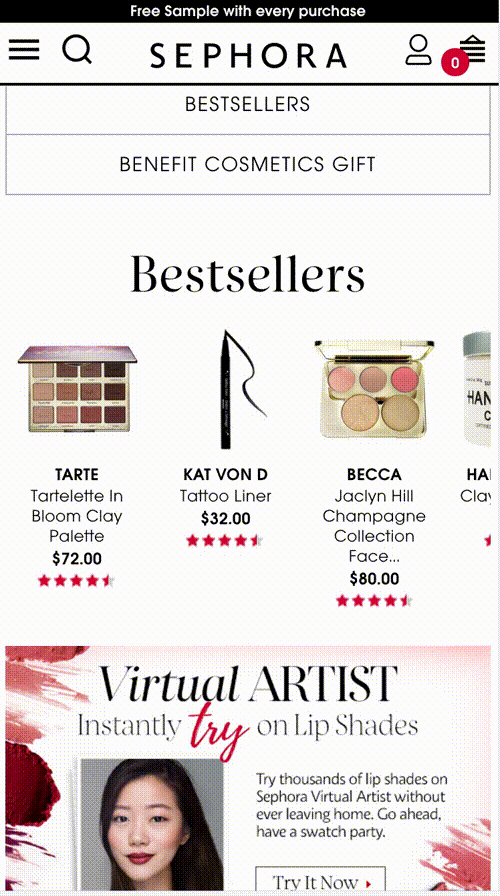 Free Sample with every purchase
SEPHORA
0
BESTSELLERS
BENEFIT COSMETICS GIFT
Bestsellers
TARTE
Tartelette In
Bloom Clay
Palette
$72.00
KAT VON D
Tattoo Liner
$32.00
BECCA
Jaclyn Hill
Champagne
Collection
Face...
$80.00
HA
Clay
Virtual ARTIST
Instantly try on Lip Shades
Try thousands of lip shades on
Sephora Virtual Artist without
ever leaving home. Go ahead,
have a swatch party.
Try It Now